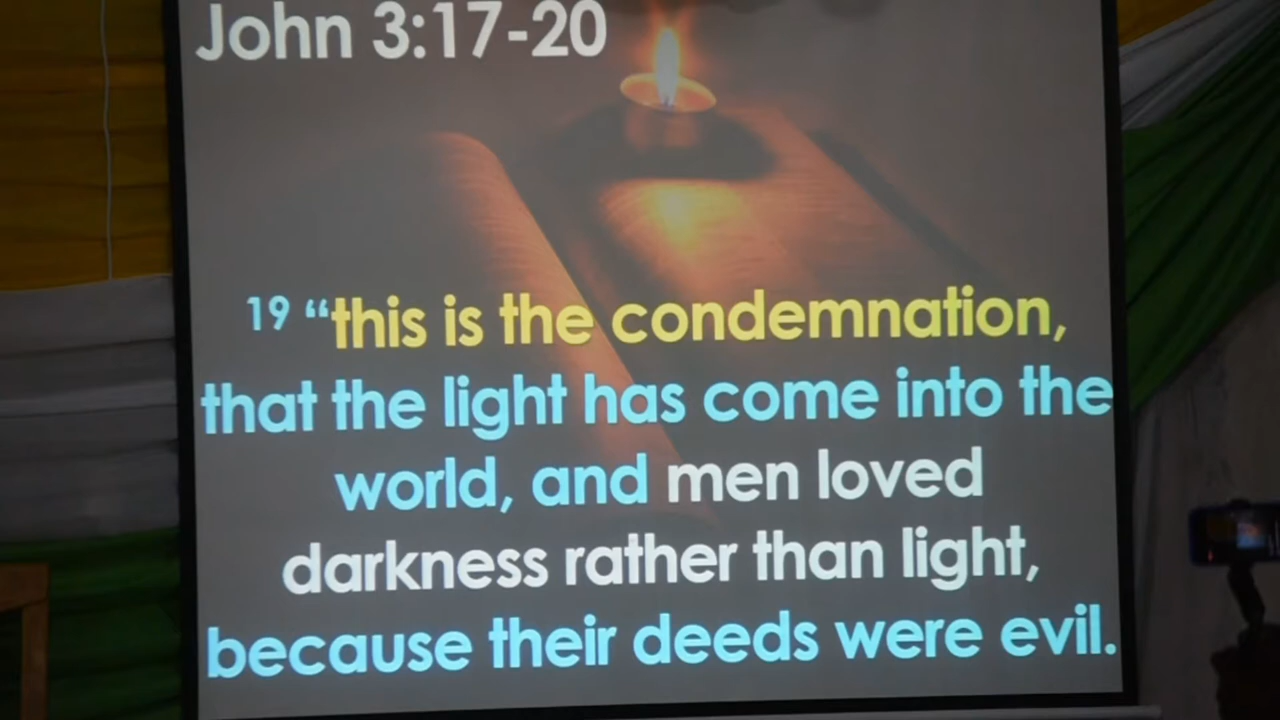 John 3:17-20
19 “this is the condemnation,
that the light has come into the
world, and men loved
darkness rather than light,
because their deeds were evil.